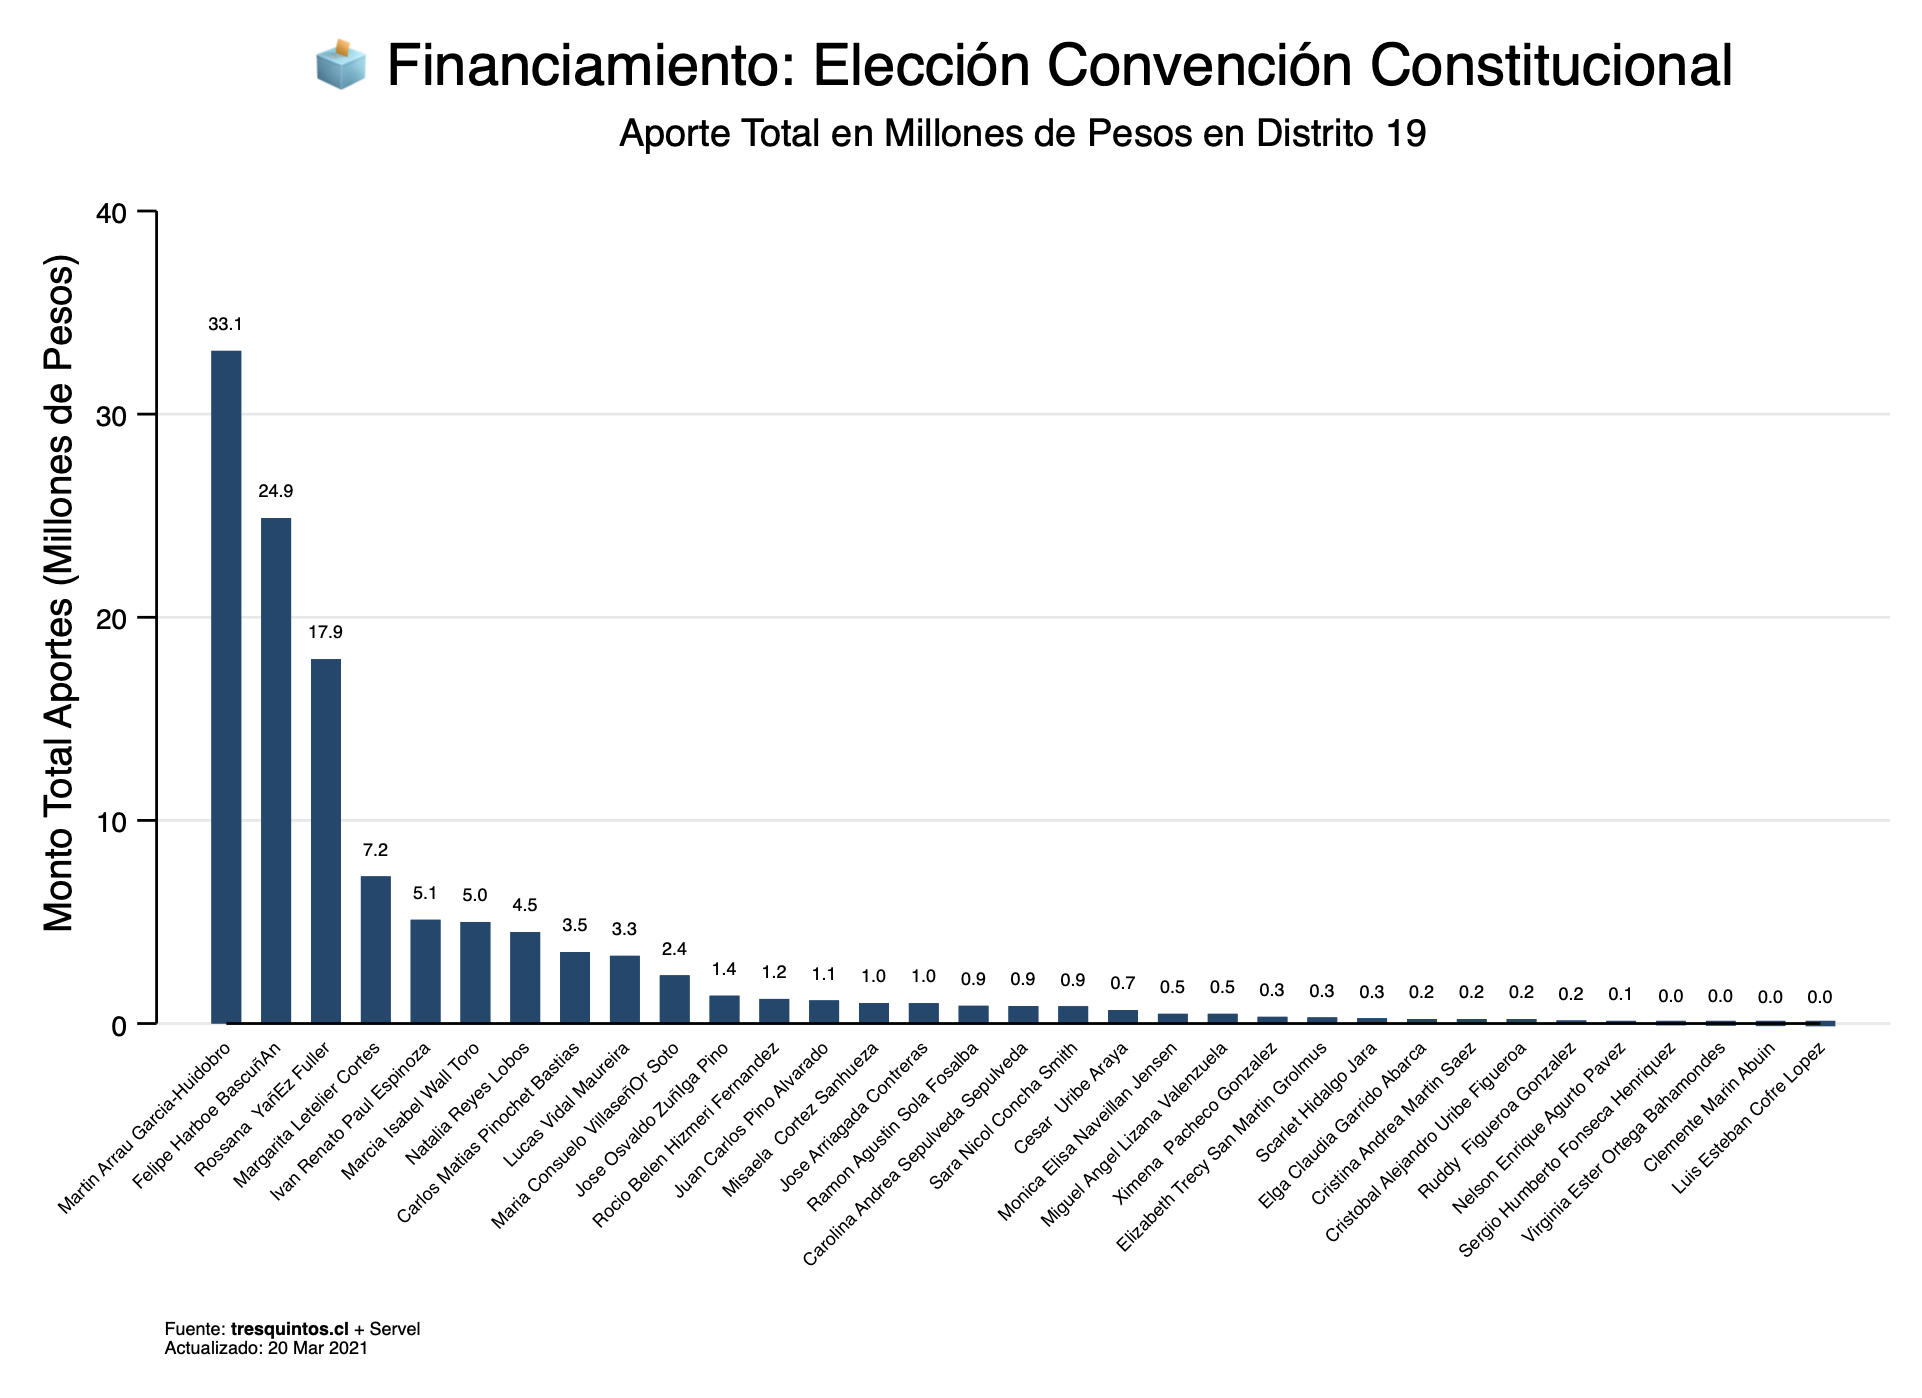 Financiamiento: Elección Convención Constitucional
Aporte Total en Millones de Pesos en Distrito 19
Monto Total Aportes (Millones de Pesos)
40
30
20
10
0
33.1
24.9
17.9
7.2
5.1
5.0
4.5
3.5
3.3
2.4
1.4
1.2
1.1
1.0
1.0
0.9
0.9
0.9
0.7
0.5
0.5
0.3
0.3
0.3
0.2
0.2
0.2
0.2
0.1
0.0
0.0
0.0
0.0
Martin Arrau Garcia-Huidobro
Felipe Harboe BascuñAn
Rossana  YañEz Fuller
Margarita Letelier Cortes
Ivan Renato Paul Espinoza
Marcia Isabel Wall Toro
Natalia Reyes Lobos
Carlos Matias Pinochet Bastias
Lucas Vidal Maureira
Maria Consuelo VillaseñOr Soto
Jose Osvaldo Zuñlga Pino
Rocio Belen Hizmeri Fernandez
Juan Carlos Pino Alvarado
Misaela  Cortez Sanhueza
Jose Arriagada Contreras
Ramon Agustin Sola Fosalba
Carolina Andrea Sepulveda Sepulveda
Sara Nicol Concha Smith
Cesar  Uribe Araya
Monica Elisa Naveillan Jensen
Miguel Angel Lizana Valenzuela
Ximena  Pacheco Gonzalez
Elizabeth Trecy San Martin Grolmus
Scarlet Hidalgo Jara
Elga Claudia Garrido Abarca
Cristina Andrea Martin Saez
Cristobal Alejandro Uribe Figueroa
Ruddy  Figueroa Gonzalez
Nelson Enrique Agurto Pavez
Sergio Humberto Fonseca Henriquez
Virginia Ester Ortega Bahamondes
Clemente Marin Abuin
Luis Esteban Cofre Lopez
Fuente: tresquintos.cl + Servel
Actualizado: 20 Mar 2021